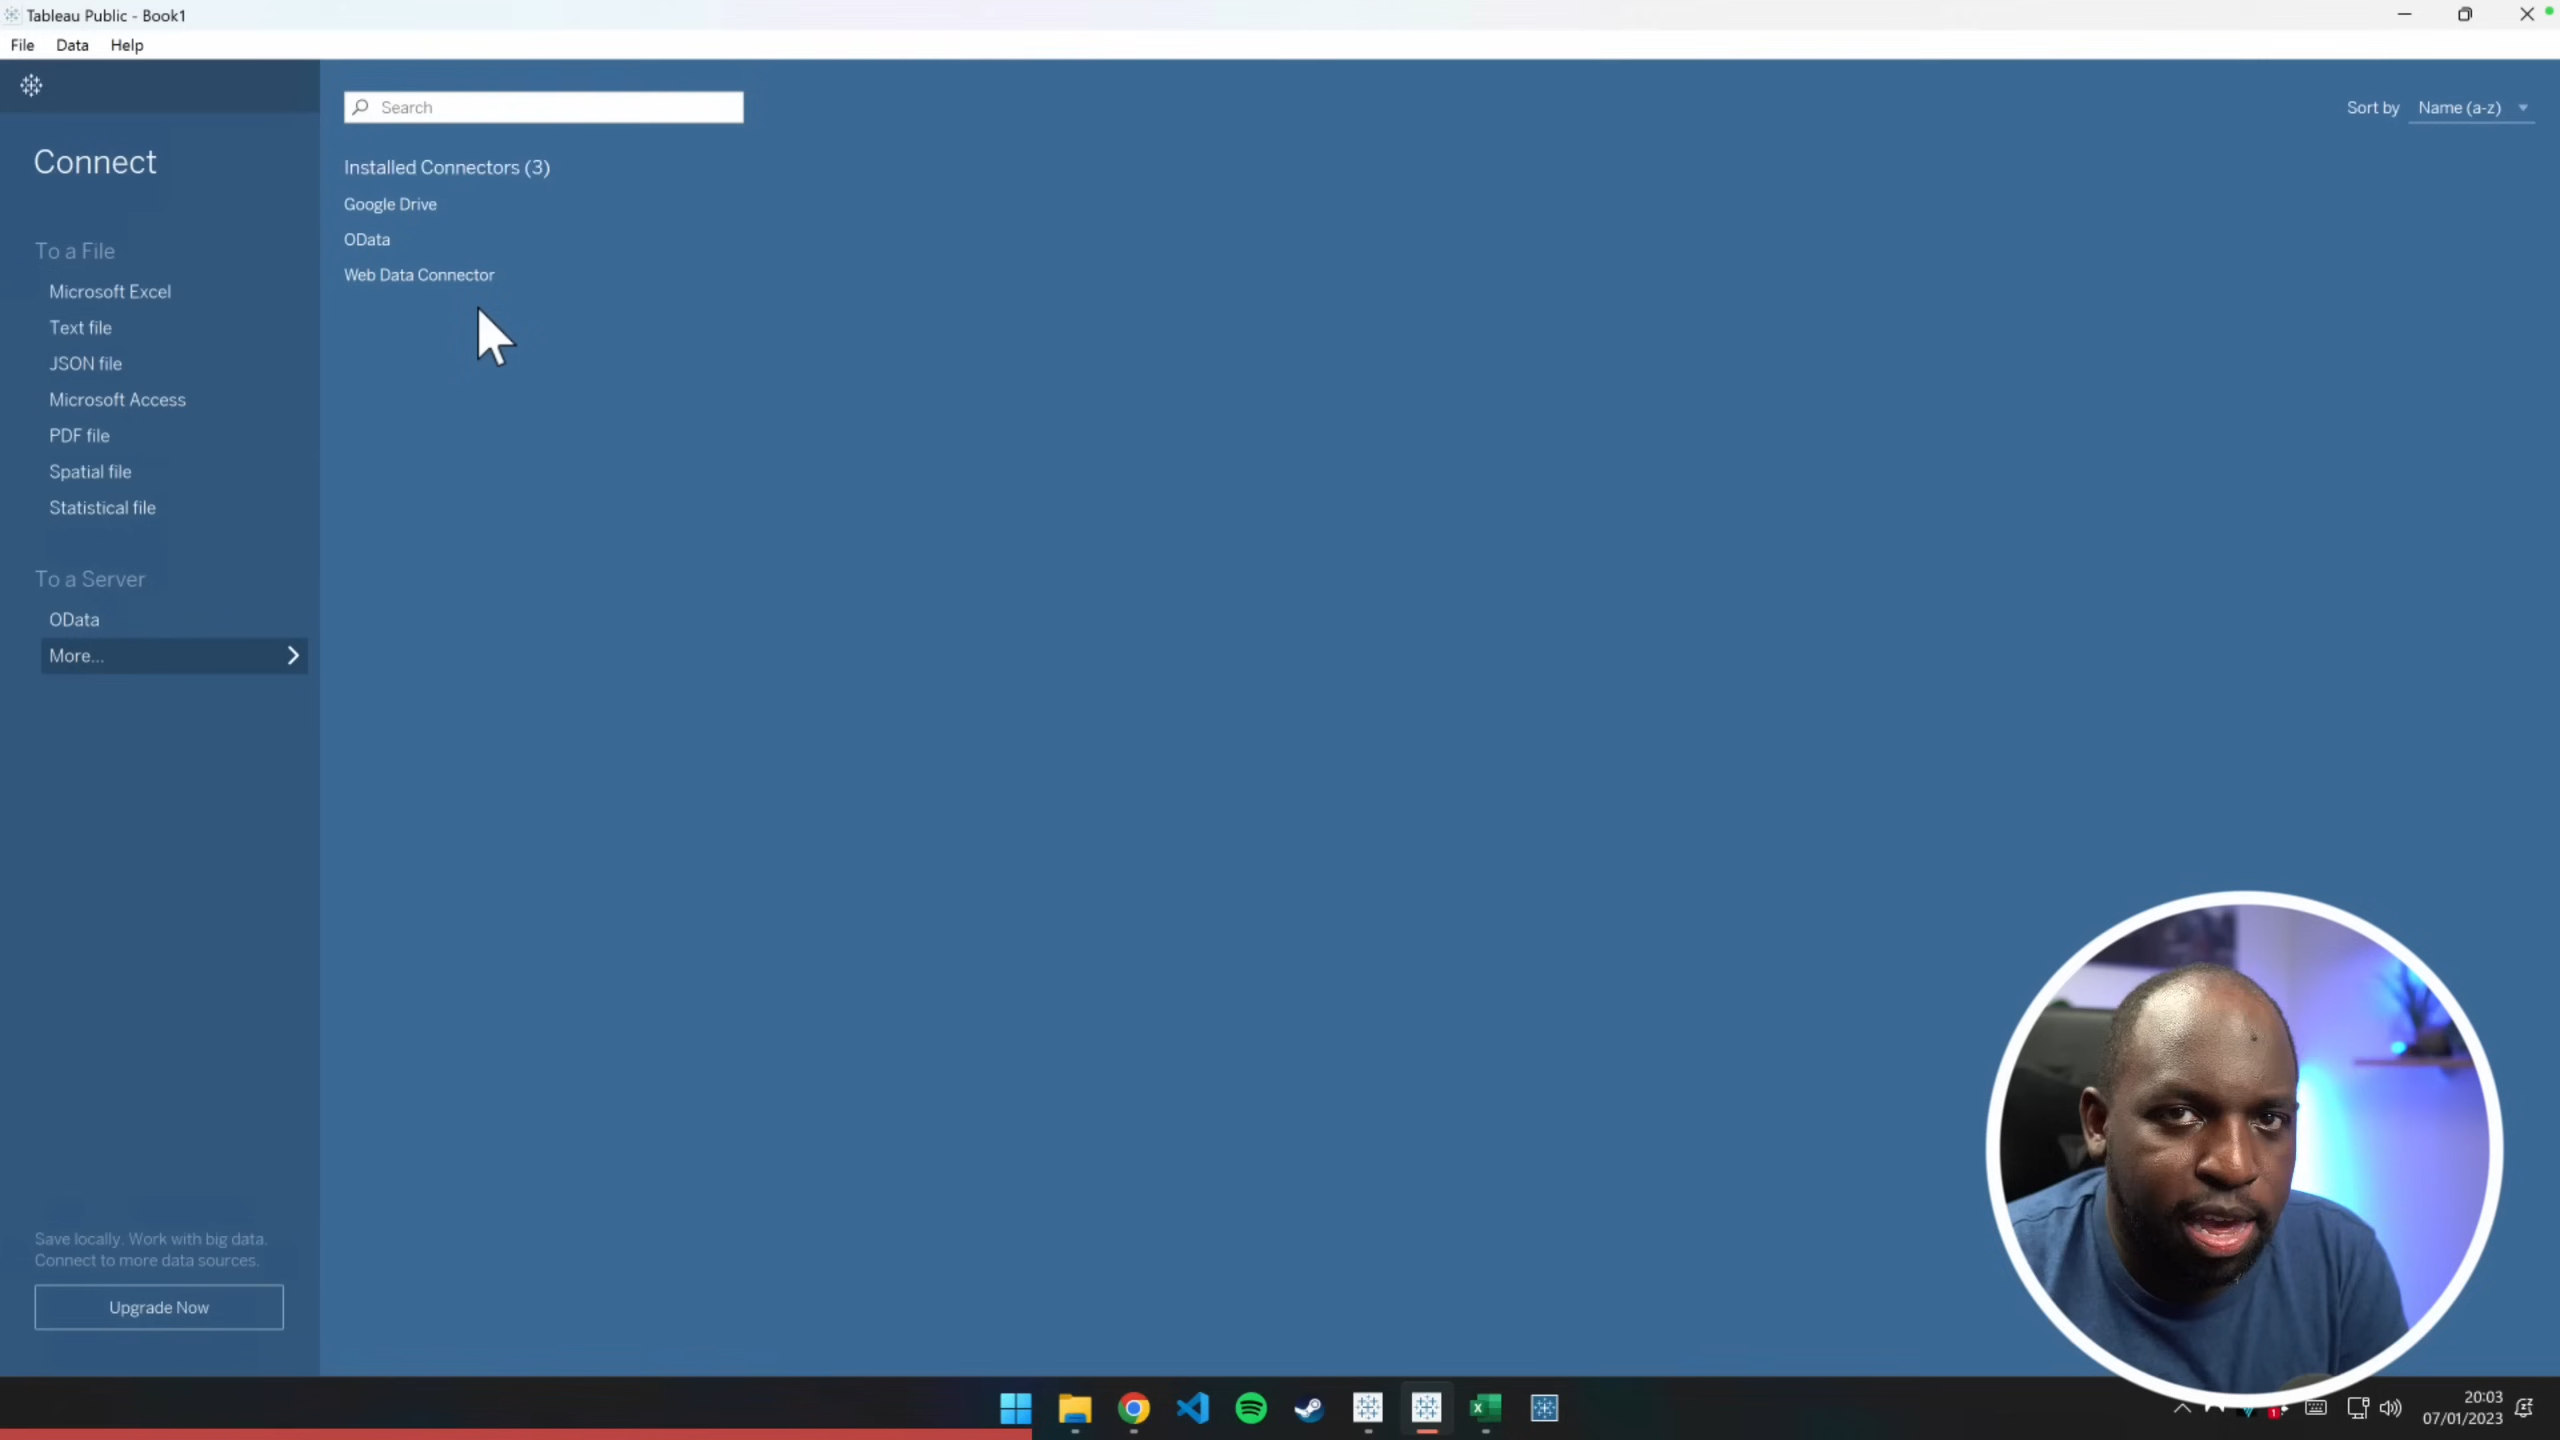 Tableau Public - Book1
File Data Help
Connect
To a File
Microsoft Excel
Text file
JSON file
Microsoft Access
PDF file
Spatial file
Statistical file
To a Server
OData
More...
Save locally. Work with big data.
Connect to more data sources.
Upgrade Now
Search
Sort by Name (a-z)
Installed Connectors (3)
Google Drive
OData
Web Data Connector
20:03
07/01/2023